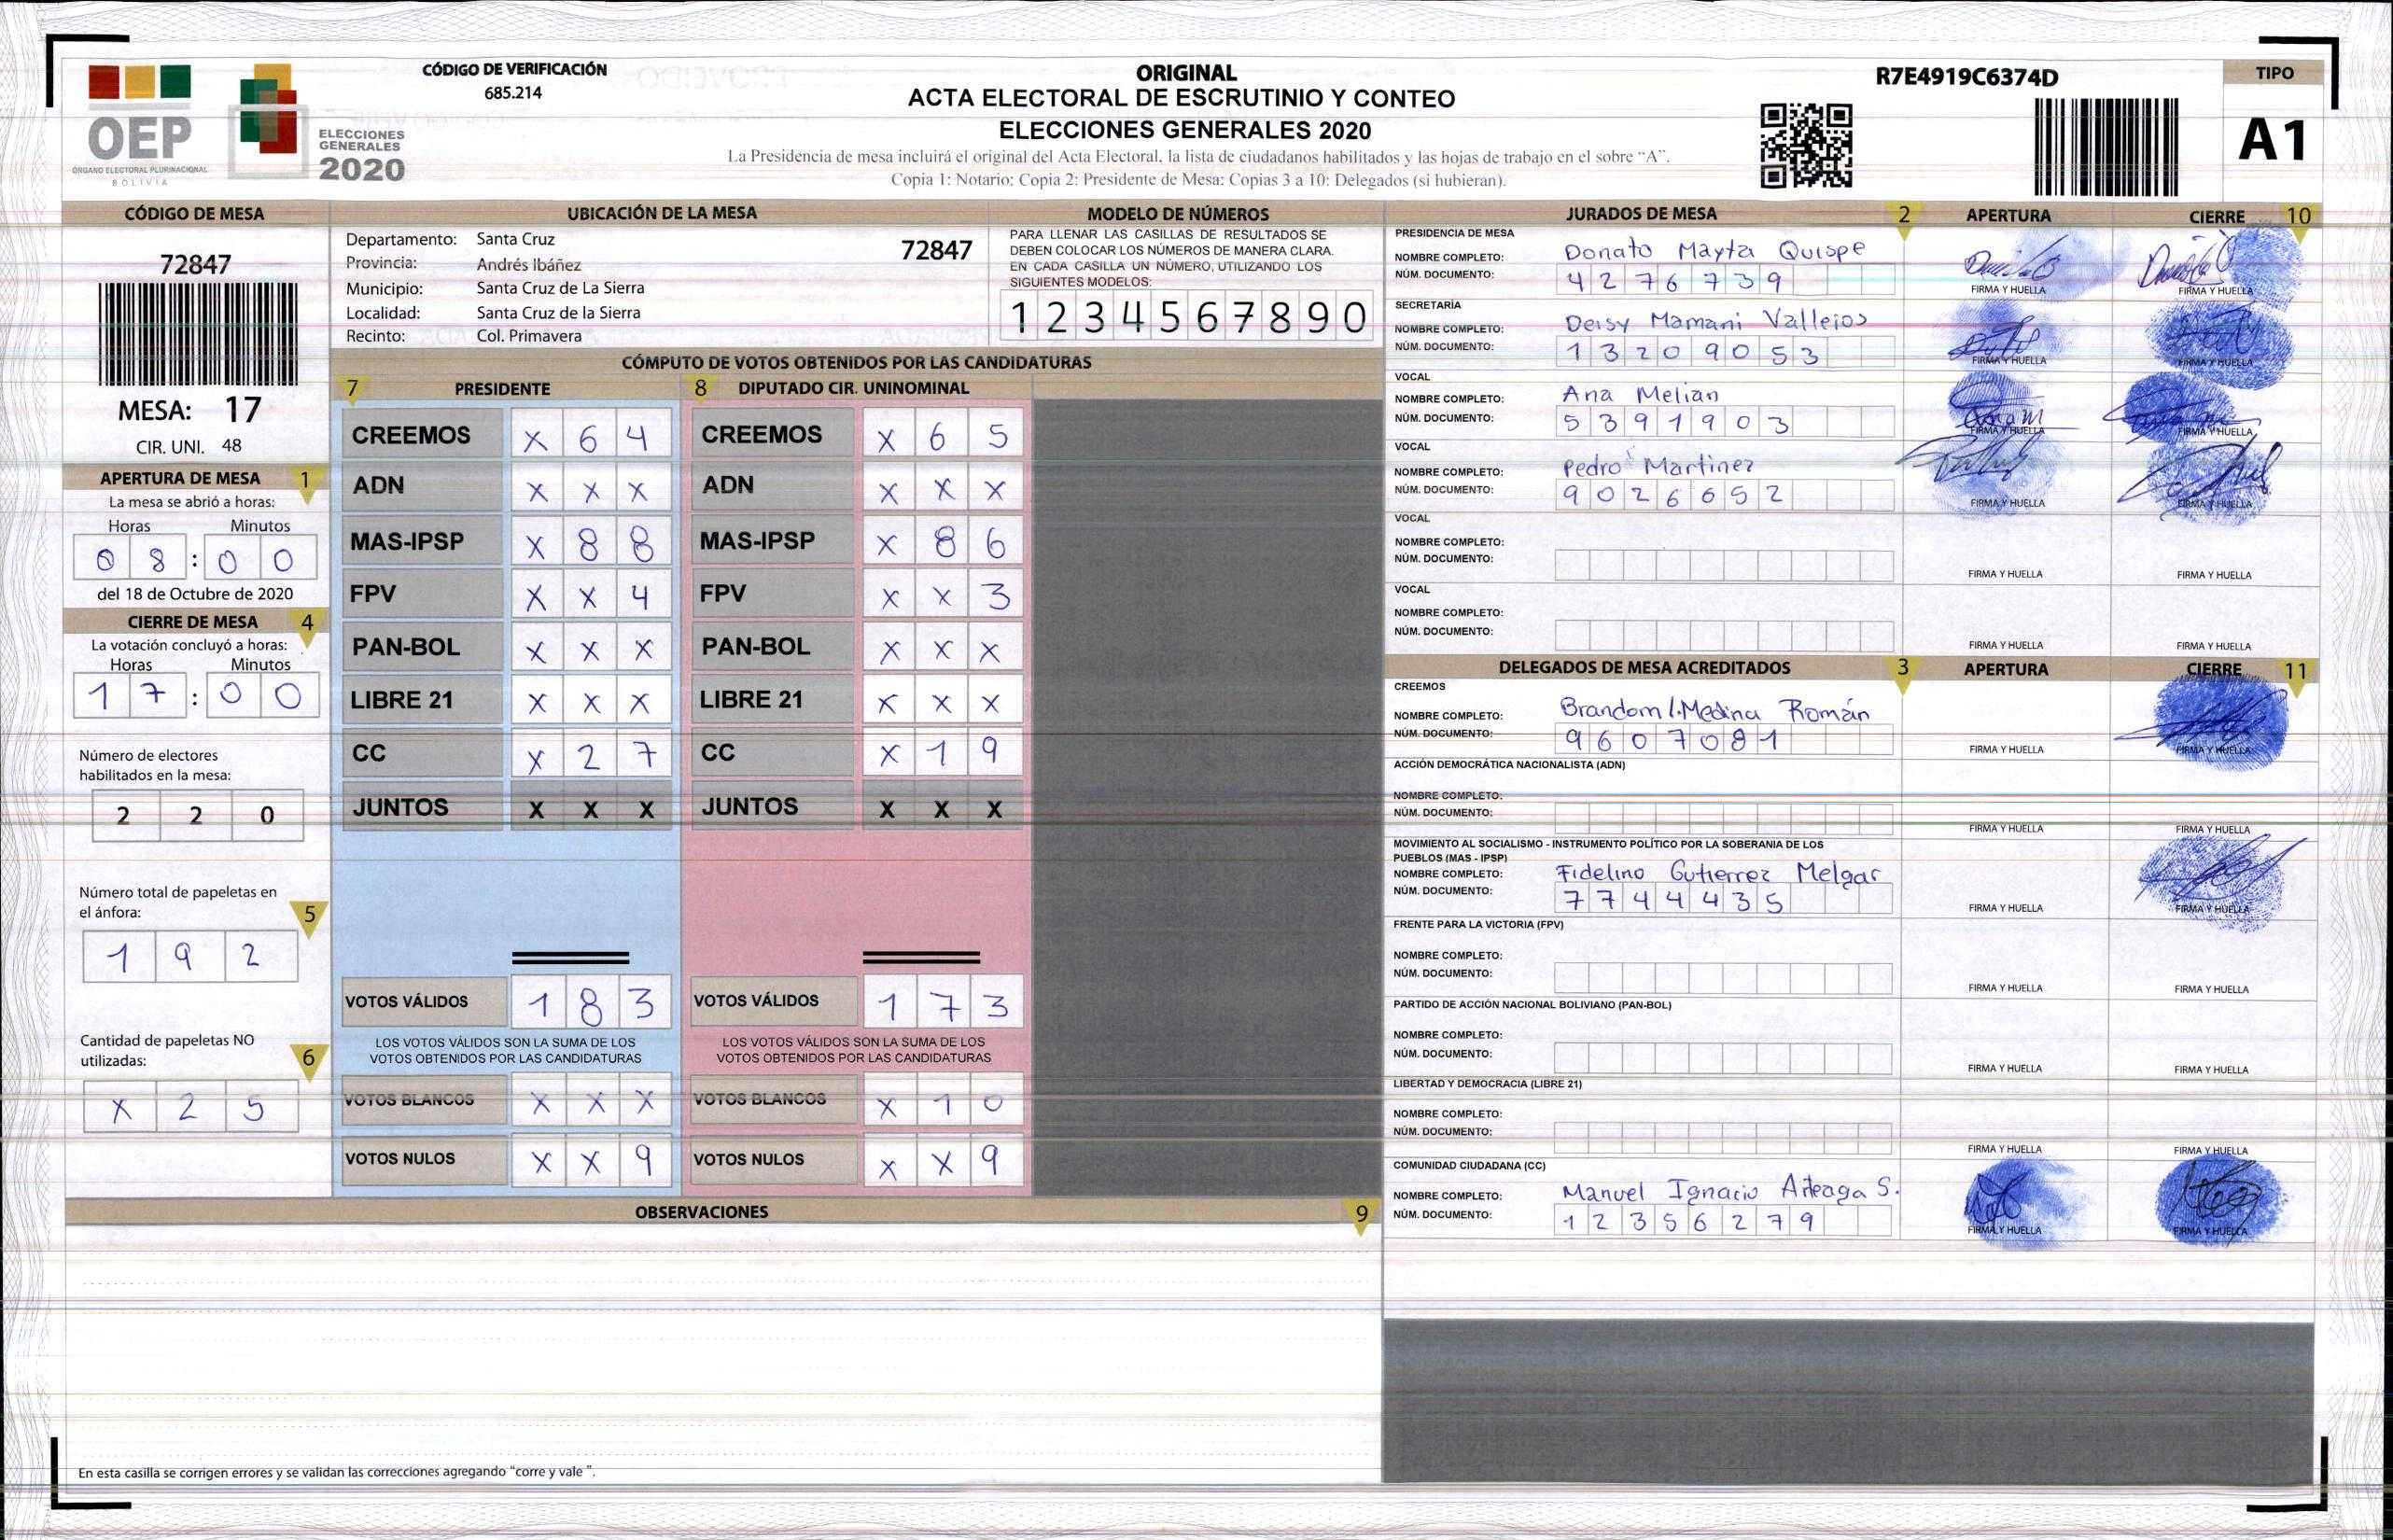 CÓDIGO DE VERIFICACIÓN
685.214
OEP
ÓRGANO ELECTORAL PLURINACIONAL
BOLIVIA
ELECCIONES
GENERALES
2020
ORIGINAL
ACTA ELECTORAL DE ESCRUTINIO Y CONTEO
ELECCIONES GENERALES 2020
La Presidencia de mesa incluirá el original del Acta Electoral, la lista de ciudadanos habilitados y las hojas de trabajo en el sobre "A".
Copia 1: Notario; Copia 2: Presidente de Mesa; Copias 3 a 10: Delegados (si hubieran).
R7E4919C6374D
TIPO
A1
CÓDIGO DE MESA
72847
MESA: 17
CIR. UNI. 48
APERTURA DE MESA 1
La mesa se abrió a horas:
Horas Minutos
0 8 : 0 0
del 18 de Octubre de 2020
CIERRE DE MESA 4
La votación concluyó a horas:
Horas Minutos
1 7 : 0 0
Número de electores
habilitados en la mesa:
2 2 0
Número total de papeletas en
el ánfora: 5
1 9 2
Cantidad de papeletas NO
utilizadas: 6
X 2 5
UBICACIÓN DE LA MESA
Departamento: Santa Cruz
72847
Provincia: Andrés Ibáñez
Municipio: Santa Cruz de La Sierra
Localidad: Santa Cruz de la Sierra
Recinto: Col. Primavera
MODELO DE NÚMEROS
PARA LLENAR LAS CASILLAS DE RESULTADOS SE
DEBEN COLOCAR LOS NÚMEROS DE MANERA CLARA.
EN CADA CASILLA UN NÚMERO, UTILIZANDO LOS
SIGUIENTES MODELOS:
1 2 3 4 5 6 7 8 9 0
CÓMPUTO DE VOTOS OBTENIDOS POR LAS CANDIDATURAS
7 PRESIDENTE 8 DIPUTADO CIR. UNINOMINAL
CREEMOS X 6 4 CREEMOS X 6 5
ADN X X X ADN X X X
MAS-IPSP X 8 8 MAS-IPSP X 8 6
FPV X X 4 FPV X X 3
PAN-BOL X X X PAN-BOL X X X
LIBRE 21 X X X LIBRE 21 X X X
CC X 2 7 CC X 1 9
JUNTOS X X X JUNTOS X X X
VOTOS VÁLIDOS 1 8 3 VOTOS VÁLIDOS 1 7 3
LOS VOTOS VÁLIDOS SON LA SUMA DE LOS LOS VOTOS VÁLIDOS SON LA SUMA DE LOS
VOTOS OBTENIDOS POR LAS CANDIDATURAS VOTOS OBTENIDOS POR LAS CANDIDATURAS
VOTOS BLANCOS X X X VOTOS BLANCOS X 1 0
VOTOS NULOS X X 9 VOTOS NULOS X X 9
OBSERVACIONES 9
En esta casilla se corrigen errores y se validan las correcciones agregando "corre y vale ".
JURADOS DE MESA 2 APERTURA CIERRE 10
PRESIDENCIA DE MESA
NOMBRE COMPLETO: Donato Mayta Quispe
NÚM. DOCUMENTO: 4 2 7 6 7 3 9
FIRMA Y HUELLA FIRMA Y HUELLA
SECRETARÍA
NOMBRE COMPLETO: Deisy Mamani Vallejos
NÚM. DOCUMENTO: 1 3 2 0 9 0 5 3
FIRMA Y HUELLA FIRMA Y HUELLA
VOCAL
NOMBRE COMPLETO: Ana Melian
NÚM. DOCUMENTO: 5 3 9 1 9 0 3
FIRMA Y HUELLA FIRMA Y HUELLA
VOCAL
NOMBRE COMPLETO: Pedro Martinez
NÚM. DOCUMENTO: 9 0 2 6 6 5 2
FIRMA Y HUELLA FIRMA Y HUELLA
VOCAL
NOMBRE COMPLETO:
NÚM. DOCUMENTO:
FIRMA Y HUELLA FIRMA Y HUELLA
VOCAL
NOMBRE COMPLETO:
NÚM. DOCUMENTO:
FIRMA Y HUELLA FIRMA Y HUELLA
DELEGADOS DE MESA ACREDITADOS 3 APERTURA CIERRE 11
CREEMOS
NOMBRE COMPLETO: Brandom I. Medina Román
NÚM. DOCUMENTO: 9 6 0 7 0 8 1
FIRMA Y HUELLA FIRMA Y HUELLA
ACCIÓN DEMOCRÁTICA NACIONALISTA (ADN)
NOMBRE COMPLETO:
NÚM. DOCUMENTO:
FIRMA Y HUELLA FIRMA Y HUELLA
MOVIMIENTO AL SOCIALISMO - INSTRUMENTO POLÍTICO POR LA SOBERANIA DE LOS
PUEBLOS (MAS - IPSP)
NOMBRE COMPLETO: Fidelino Gutierrez Melgar
NÚM. DOCUMENTO: 7 7 4 4 4 3 5
FIRMA Y HUELLA FIRMA Y HUELLA
FRENTE PARA LA VICTORIA (FPV)
NOMBRE COMPLETO:
NÚM. DOCUMENTO:
FIRMA Y HUELLA FIRMA Y HUELLA
PARTIDO DE ACCIÓN NACIONAL BOLIVIANO (PAN-BOL)
NOMBRE COMPLETO:
NÚM. DOCUMENTO:
FIRMA Y HUELLA FIRMA Y HUELLA
LIBERTAD Y DEMOCRACIA (LIBRE 21)
NOMBRE COMPLETO:
NÚM. DOCUMENTO:
FIRMA Y HUELLA FIRMA Y HUELLA
COMUNIDAD CIUDADANA (CC)
NOMBRE COMPLETO: Manuel Ignacio Arteaga S.
NÚM. DOCUMENTO: 1 2 3 5 6 2 7 9
FIRMA Y HUELLA FIRMA Y HUELLA